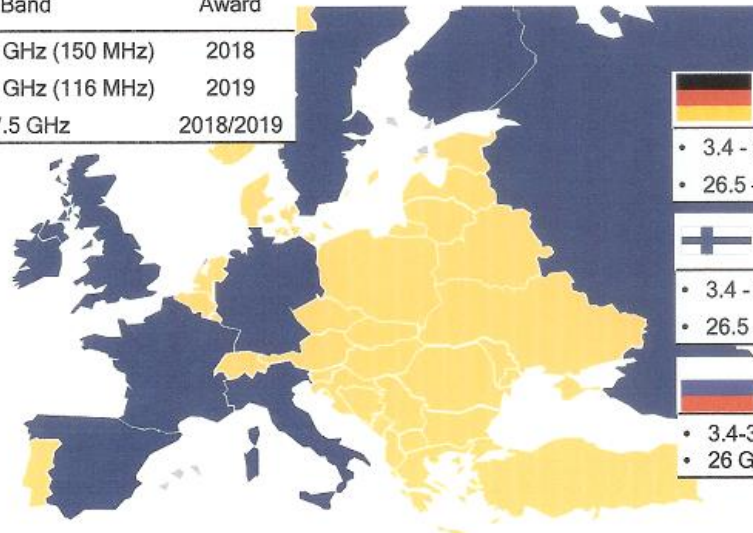 Band Award
GHz (150 MHz) 2018
GHz (116 MHz) 2019
.5 GHz 2018/2019
• 3.4 -
• 26.5 -
• 3.4 -
• 26.5
• 3.4-3
• 26 G